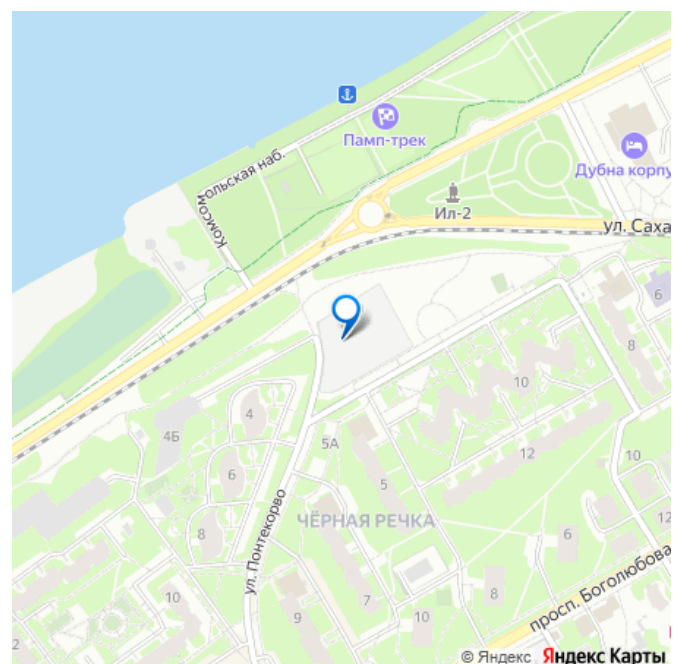 Памп-трек
Комсомольская наб.
Дубна корпу
Ил-2
ул. Саха
6
8
10
4
4Б
5А
12
6
5
10
ЧЁРНАЯ РЕЧКА
12
8
6
ул. Понтекорво
10
8
7
9
10
просп. Боголюбова
© Яндекс Яндекс Карты